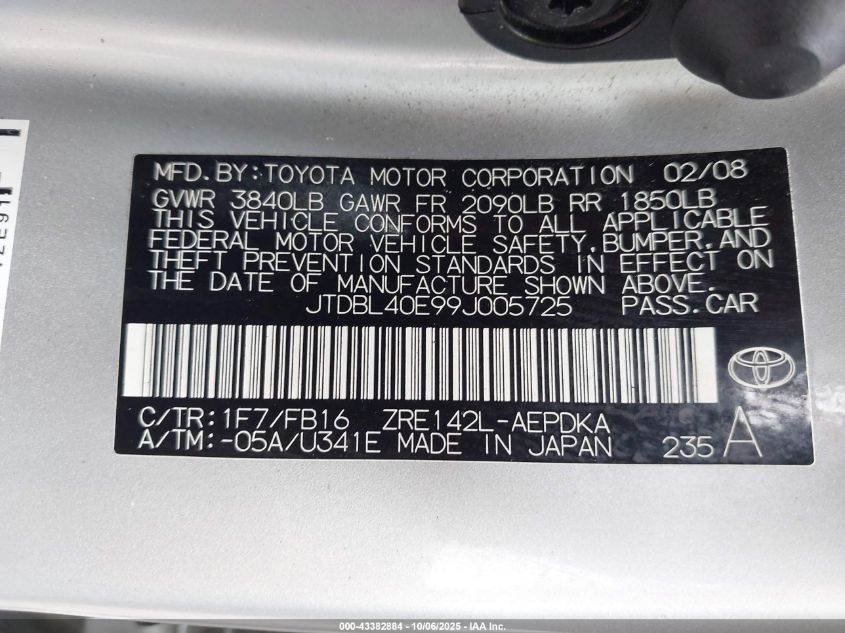 MFD.BY:TOYOTA MOTOR CORPORATION 02/08
GVWR 3840LB GAWR FR 2090LB RR 1850LB
THIS VEHICLE CONFORMS TO ALL APPLICABLE
FEDERAL MOTOR VEHICLE SAFETY,BUMPER,AND
THEFT PREVENTION STANDARDS IN EFFECT ON
THE DATE OF MANUFACTURE SHOWN ABOVE.
JTDBL40E99J005725 PASS.CAR
C/TR:1F7/FB16 ZRE142L-AEPDKA
A/TM:-05A/U341E MADE IN JAPAN 235 A
000-43382884 - 10/06/2025 - IAA Inc.